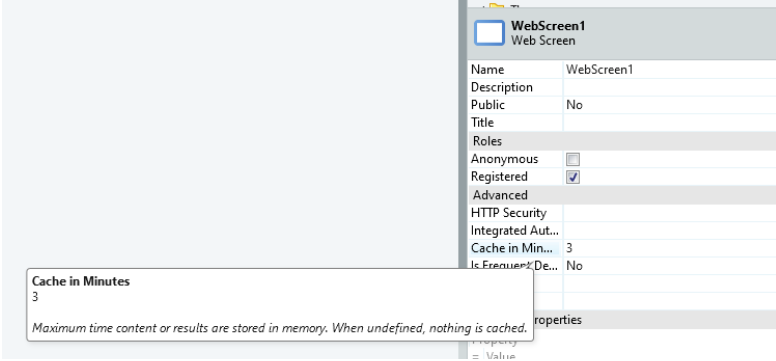 WebScreen1
Web Screen
Name WebScreen1
Description
Public No
Title
Roles
Anonymous
Registered
Advanced
HTTP Security
Integrated Aut...
Cache in Min... 3
Is Frequent De... No
Cache in Minutes
3
Maximum time content or results are stored in memory. When undefined, nothing is cached.
roperties
Property
= Value